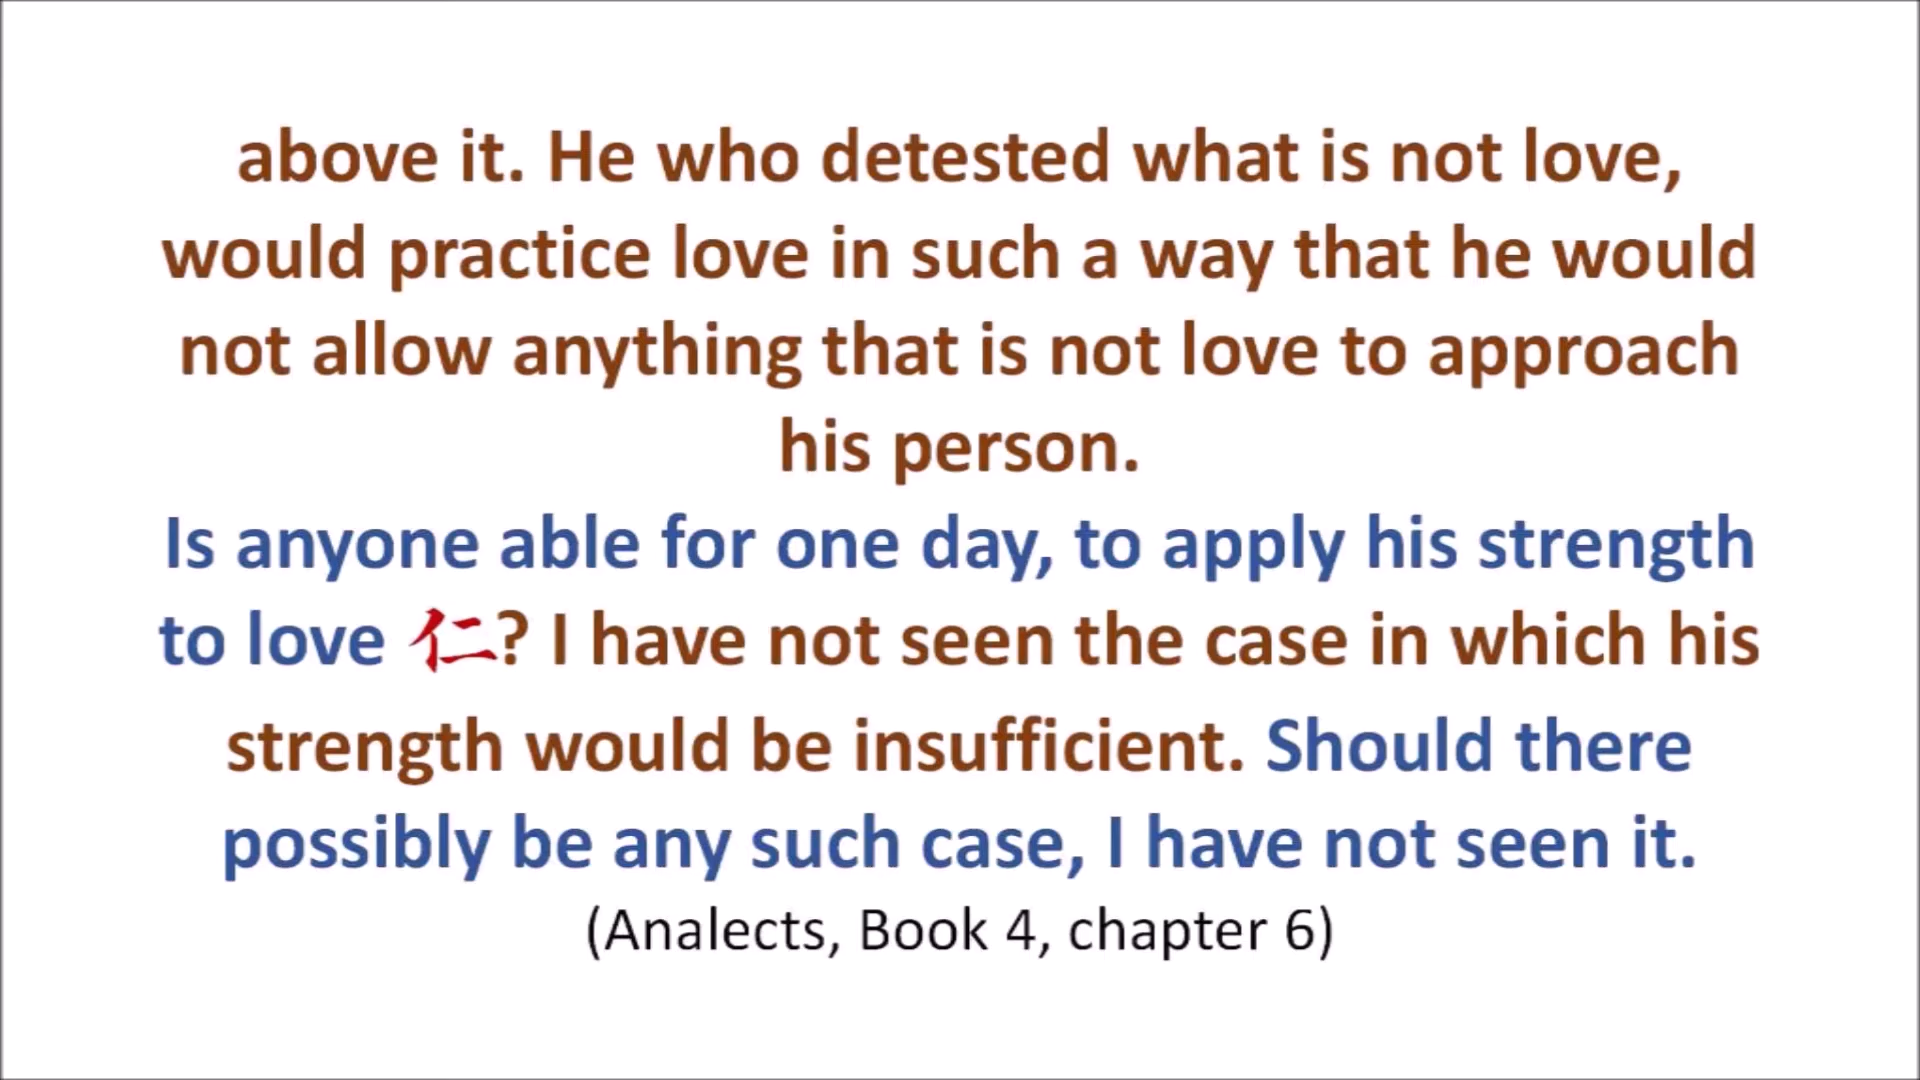 above it. He who detested what is not love,
would practice love in such a way that he would
not allow anything that is not love to approach
his person.
Is anyone able for one day, to apply his strength
to love 仁? I have not seen the case in which his
strength would be insufficient. Should there
possibly be any such case, I have not seen it.
(Analects, Book 4, chapter 6)